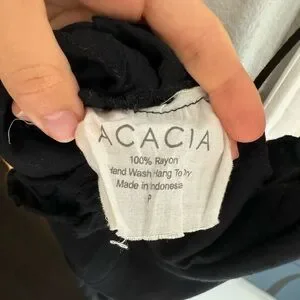 ACACIA
100% Rayon
Hand Wash Hang To Dry
Made in Indonesia
P